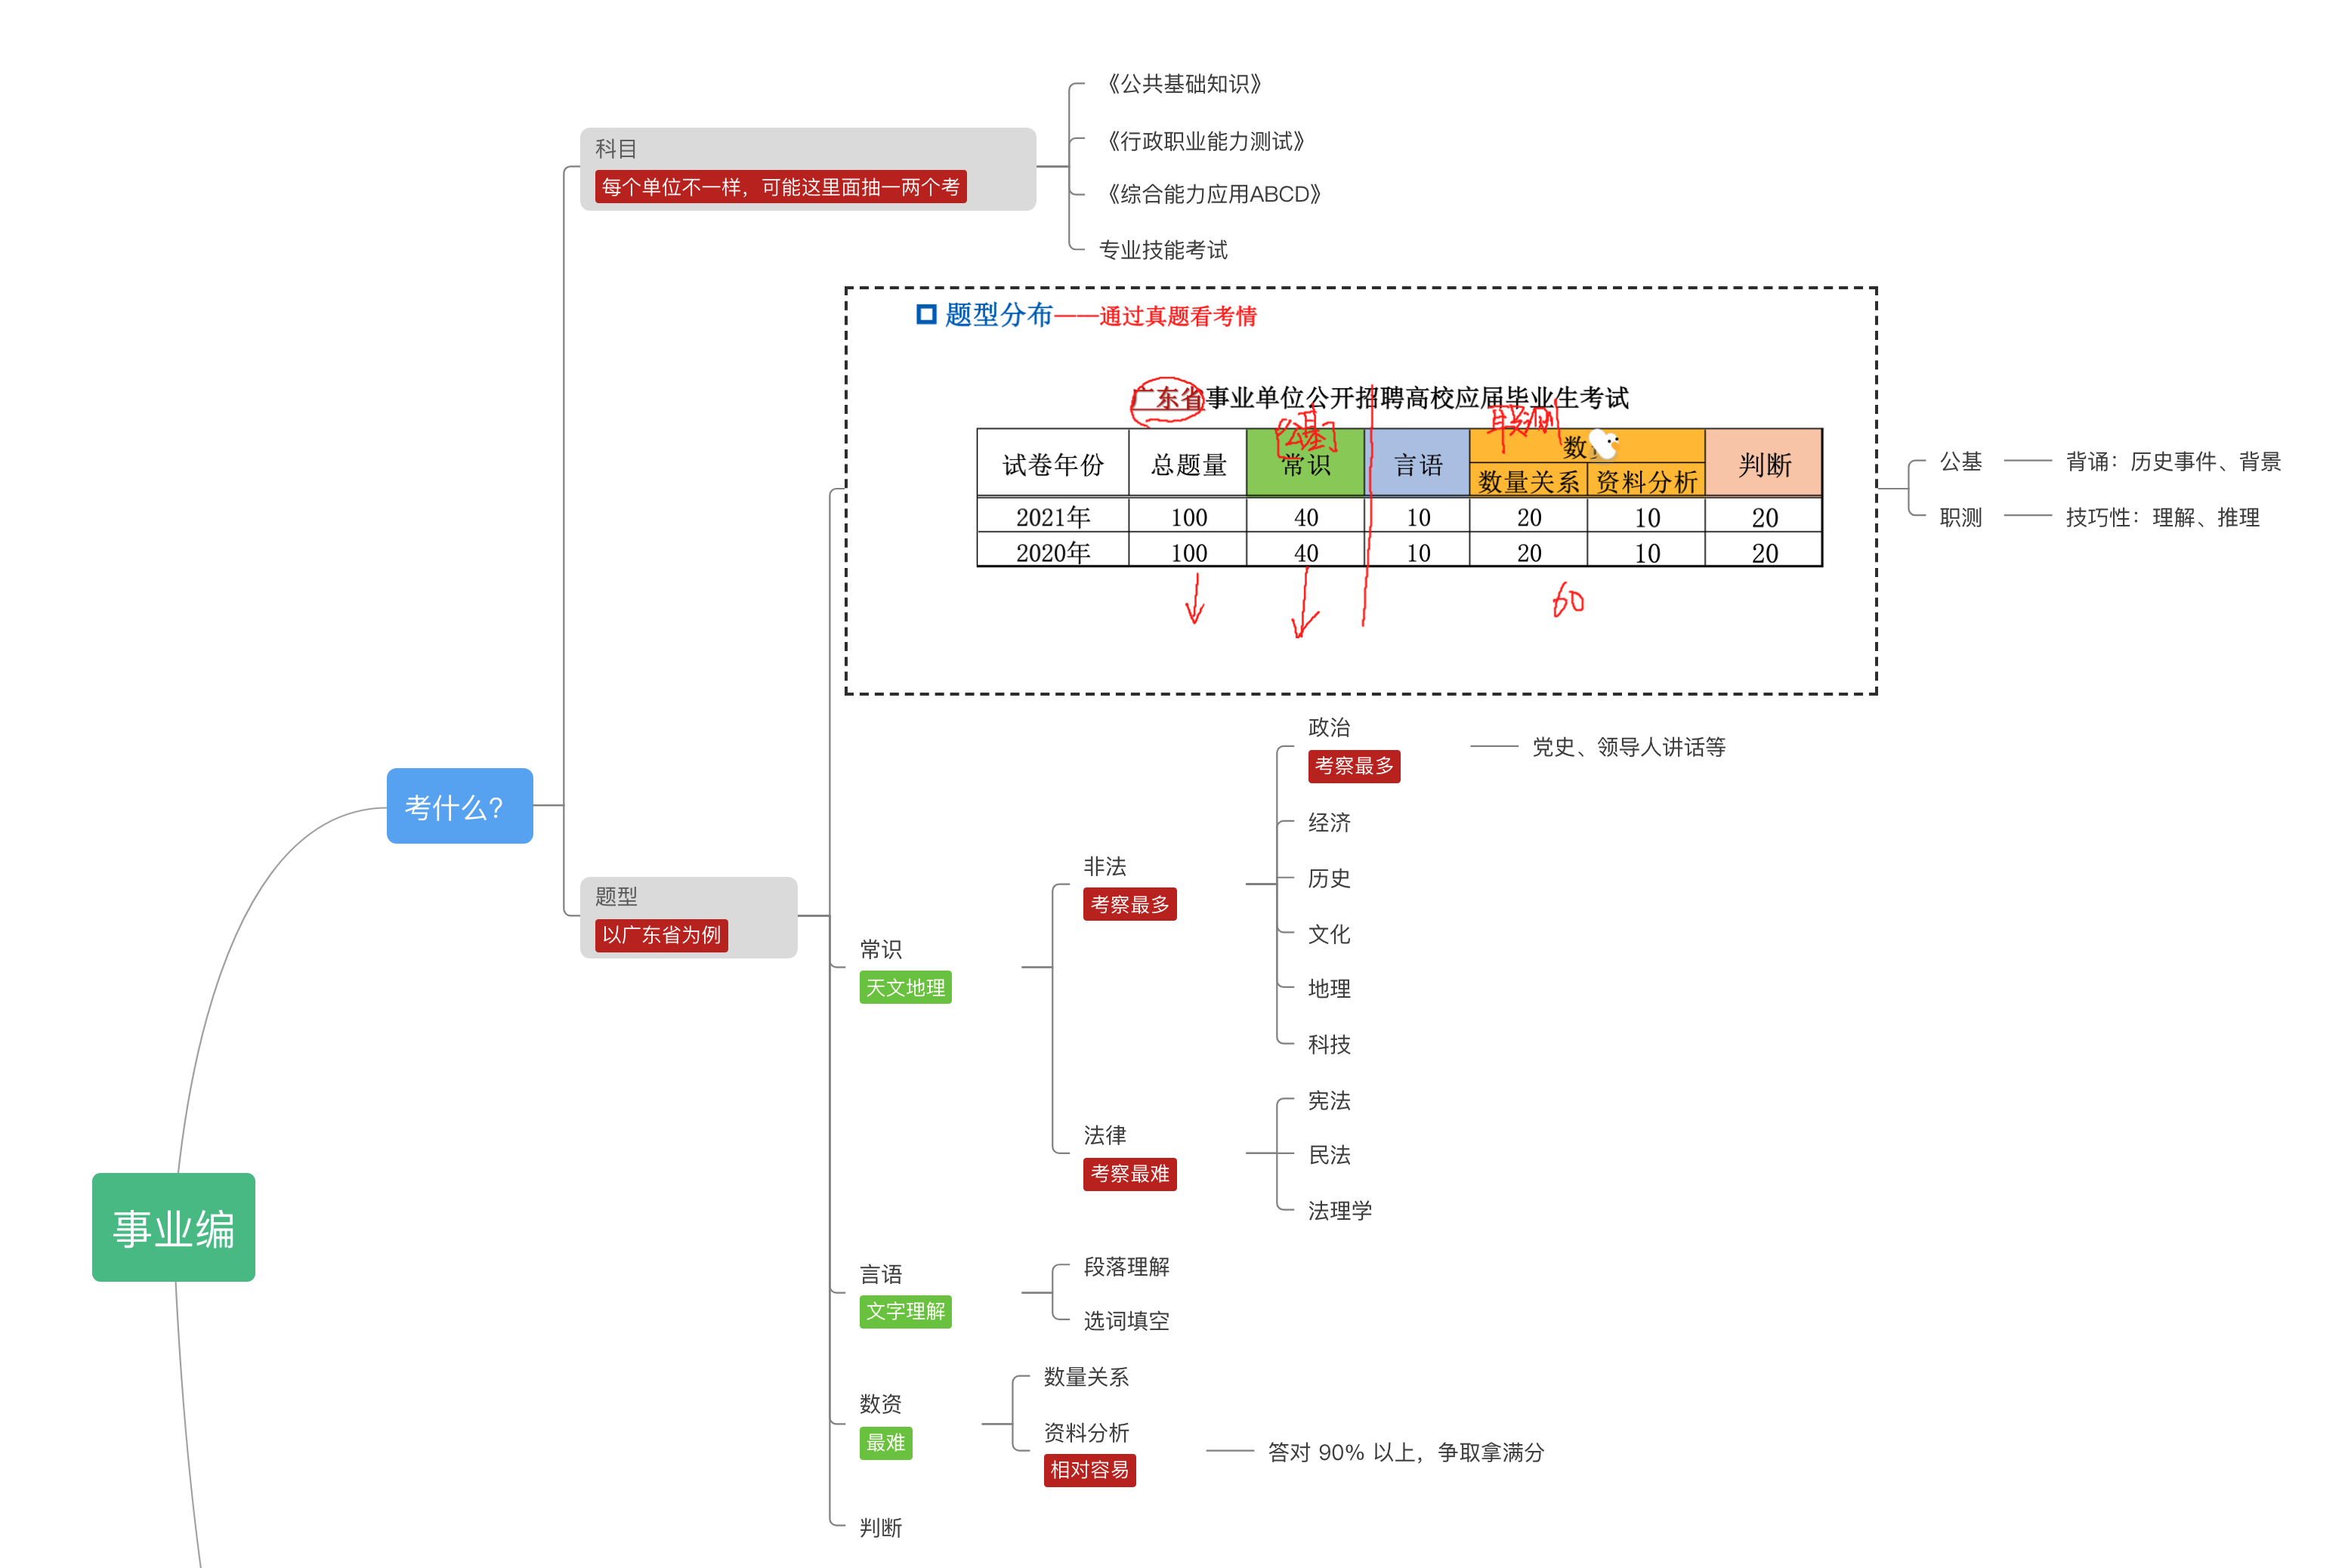 《公共基础知识》
科目
《行政职业能力测试》
每个单位不一样，可能这里面抽一两个考
《综合能力应用ABCD》
专业技能考试
题型分布——通过真题看考情
广东省事业单位公开招聘高校应届毕业生考试
公基 职测
试卷年份 总题量 常识 言语 数 判断
数量关系 资料分析
2021年 100 40 10 20 10 20
2020年 100 40 10 20 10 20
60
公基 背诵：历史事件、背景
职测 技巧性：理解、推理
政治
考察最多
党史、领导人讲话等
考什么？
经济
非法
考察最多
历史
题型
以广东省为例
文化
常识
天文地理
地理
科技
宪法
法律
考察最难
民法
事业编
法理学
言语
文字理解
段落理解
选词填空
数量关系
数资
最难
资料分析
相对容易
答对 90% 以上，争取拿满分
判断